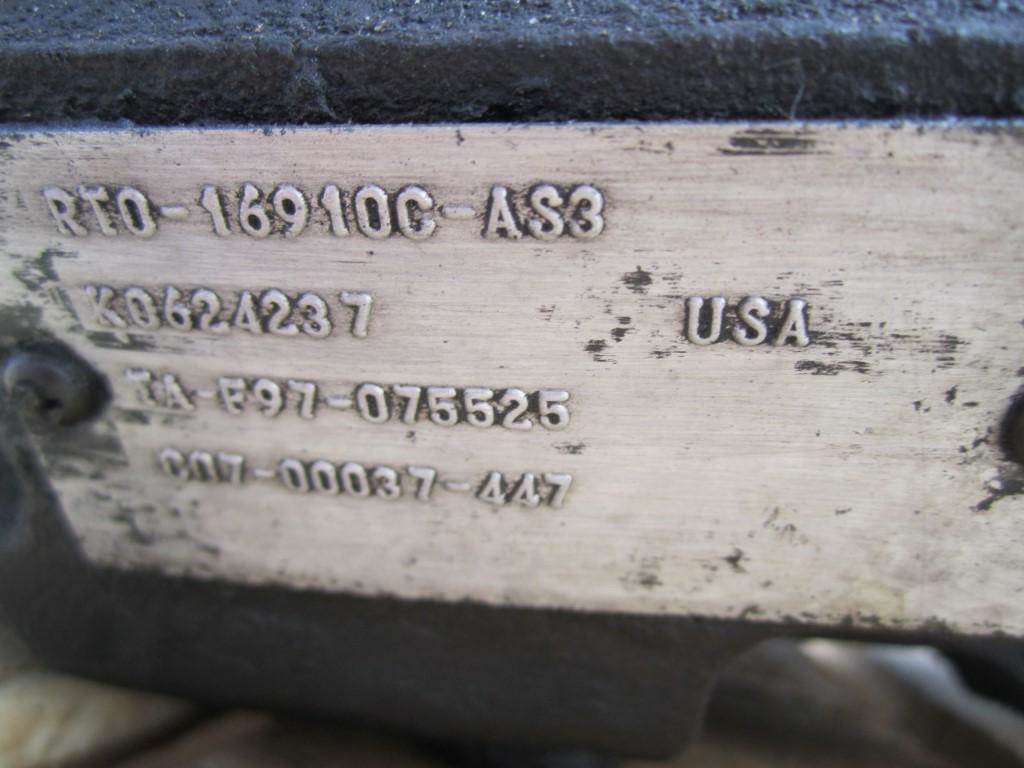 RTO-16910C-AS3
K0624237 USA
TA-F97-075525
C07-00037-447